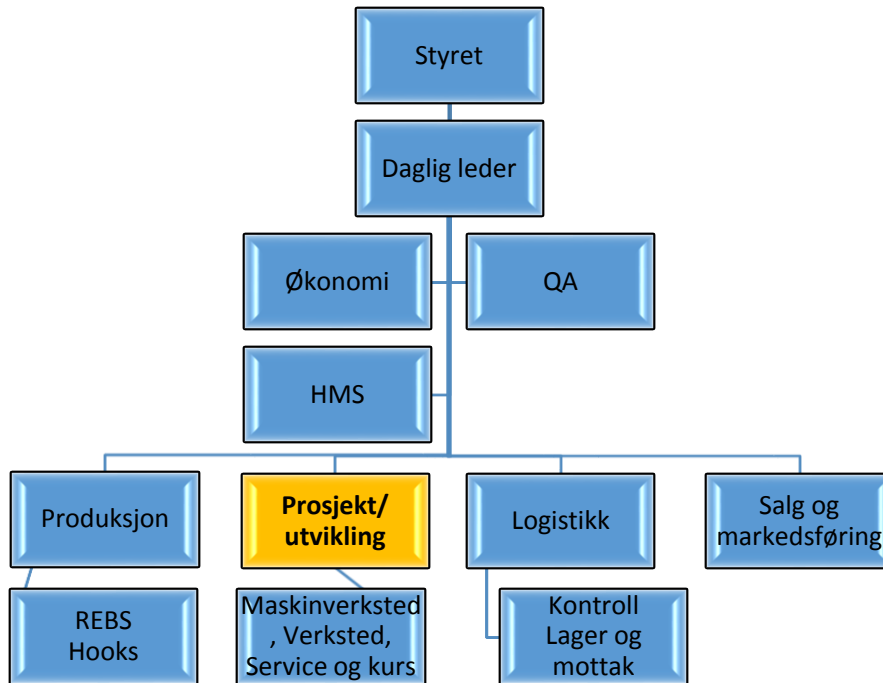 Styret
Daglig leder
Økonomi
QA
HMS
Produksjon
Prosjekt/
utvikling
Logistikk
Salg og
markedsføring
REBS
Hooks
Maskinverksted
, Verksted,
Service og kurs
Kontroll
Lager og
mottak